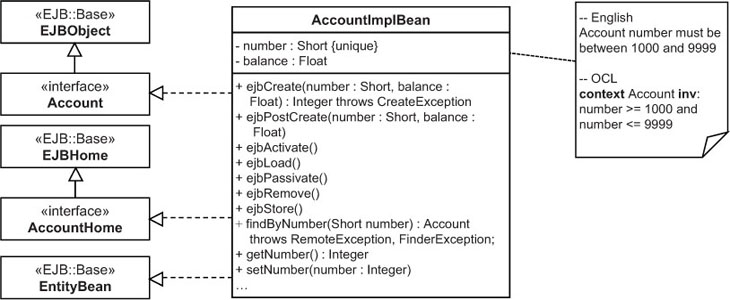 «EJB::Base»
EJBObject
«interface»
Account
«EJB::Base»
EJBHome
«interface»
AccountHome
«EJB::Base»
EntityBean
AccountImplBean
- number : Short {unique}
- balance : Float
+ ejbCreate(number : Short, balance :
Float) : Integer throws CreateException
+ ejbPostCreate(number : Short, balance :
Float)
+ ejbActivate()
+ ejbLoad()
+ ejbPassivate()
+ ejbRemove()
+ ejbStore()
+ findByNumber(Short number) : Account
throws RemoteException, FinderException;
+ getNumber() : Integer
+ setNumber(number : Integer)
...
-- English
Account number must be
between 1000 and 9999
-- OCL
context Account inv:
number >= 1000 and
number <= 9999